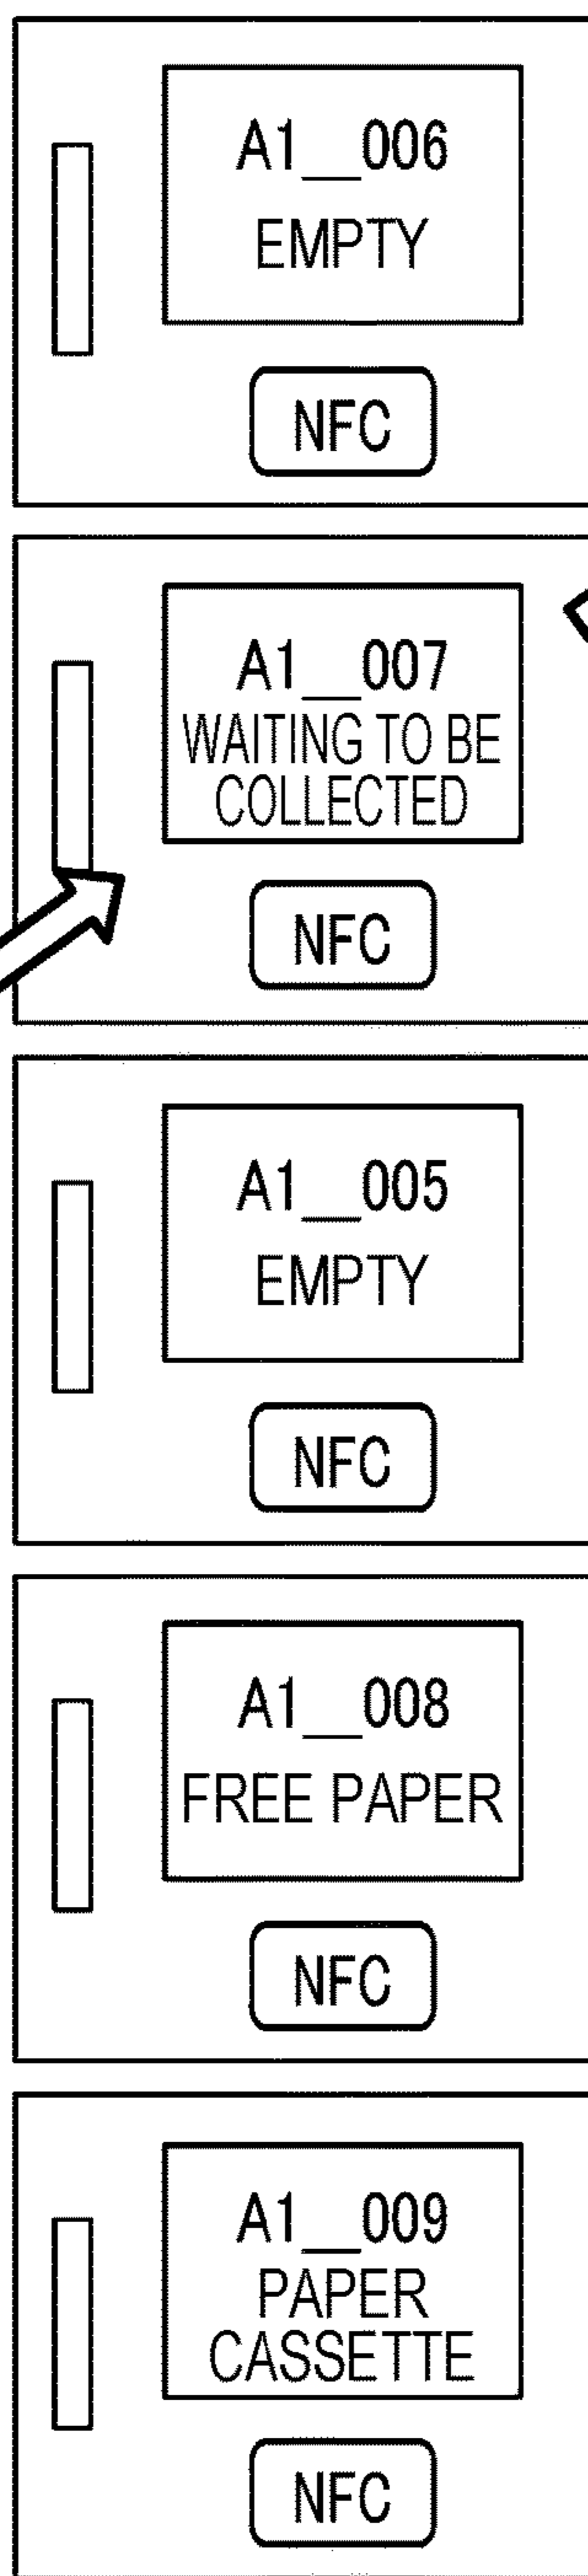 A1__006
EMPTY
NFC
A1__007
WAITING TO BE
COLLECTED
NFC
A1__005
EMPTY
NFC
A1__008
FREE PAPER
NFC
A1__009
PAPER
CASSETTE
NFC